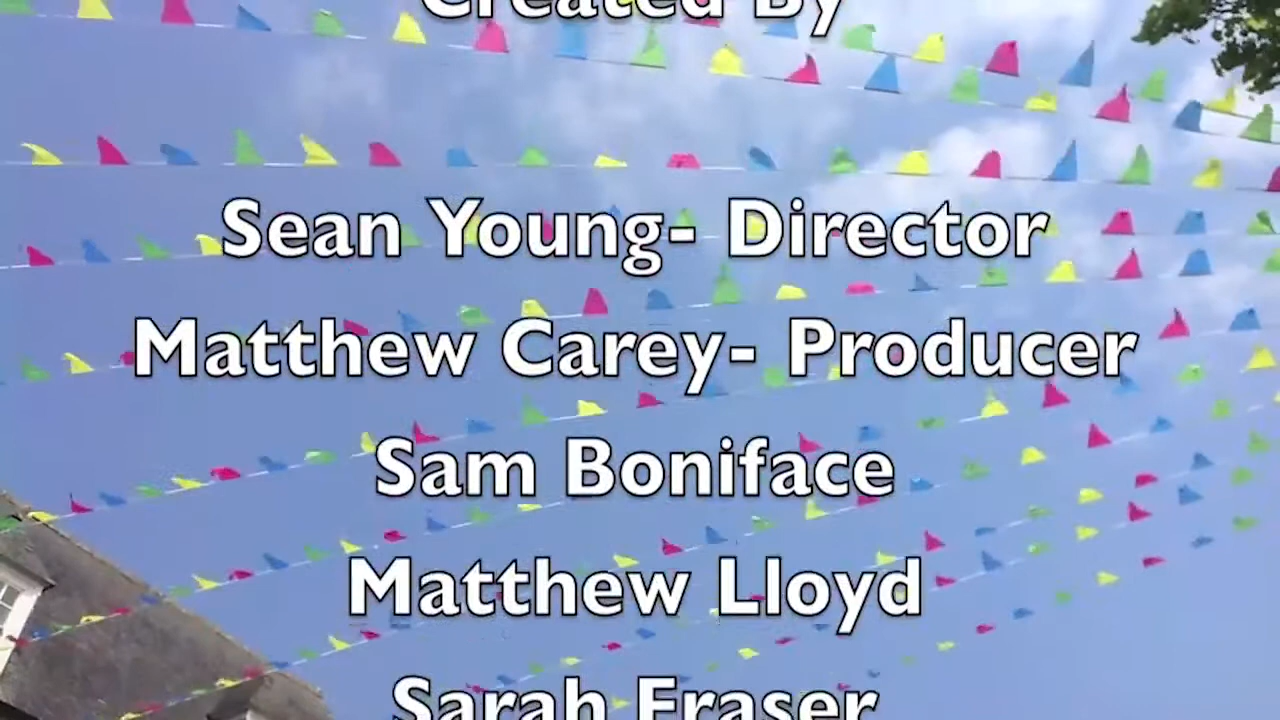 Created By
Sean Young- Director
Matthew Carey- Producer
Sam Boniface
Matthew Lloyd
Sarah Fraser